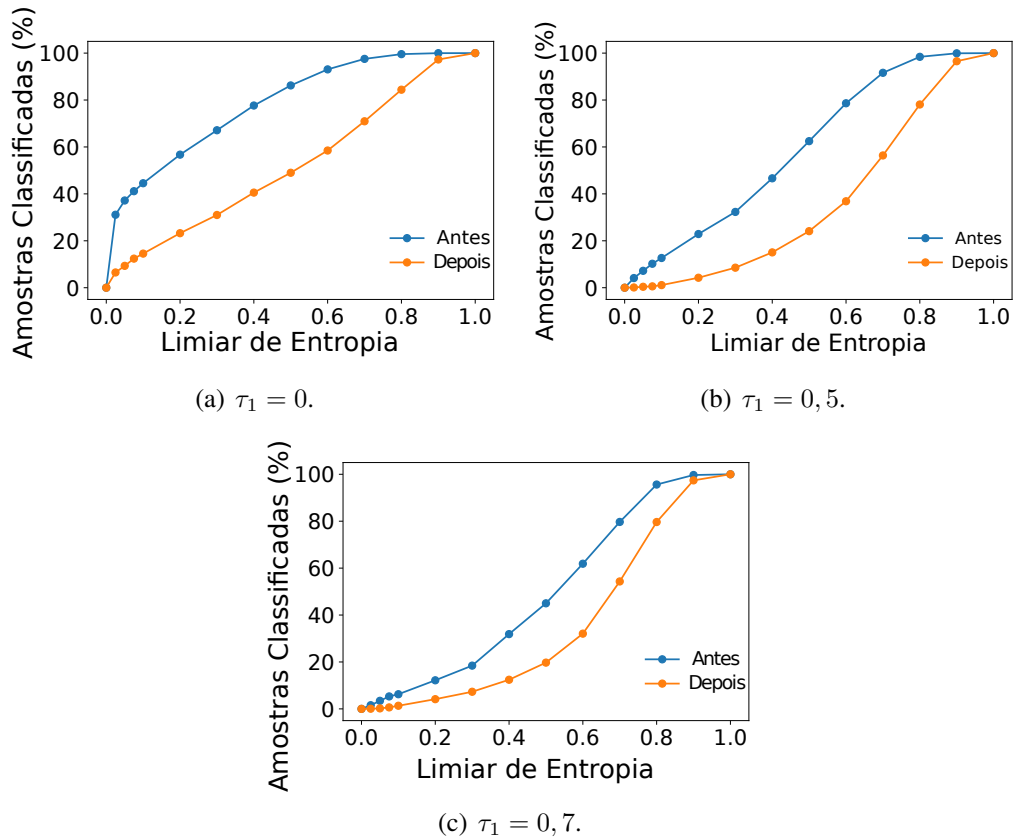 Amostras Classificadas (%)
100
80
60
40
20
0
Antes
Depois
0.0 0.2 0.4 0.6 0.8 1.0
Limiar de Entropia
(a) τ1 = 0.
Amostras Classificadas (%)
100
80
60
40
20
0
Antes
Depois
0.0 0.2 0.4 0.6 0.8 1.0
Limiar de Entropia
(b) τ1 = 0, 5.
Amostras Classificadas (%)
100
80
60
40
20
0
Antes
Depois
0.0 0.2 0.4 0.6 0.8 1.0
Limiar de Entropia
(c) τ1 = 0, 7.